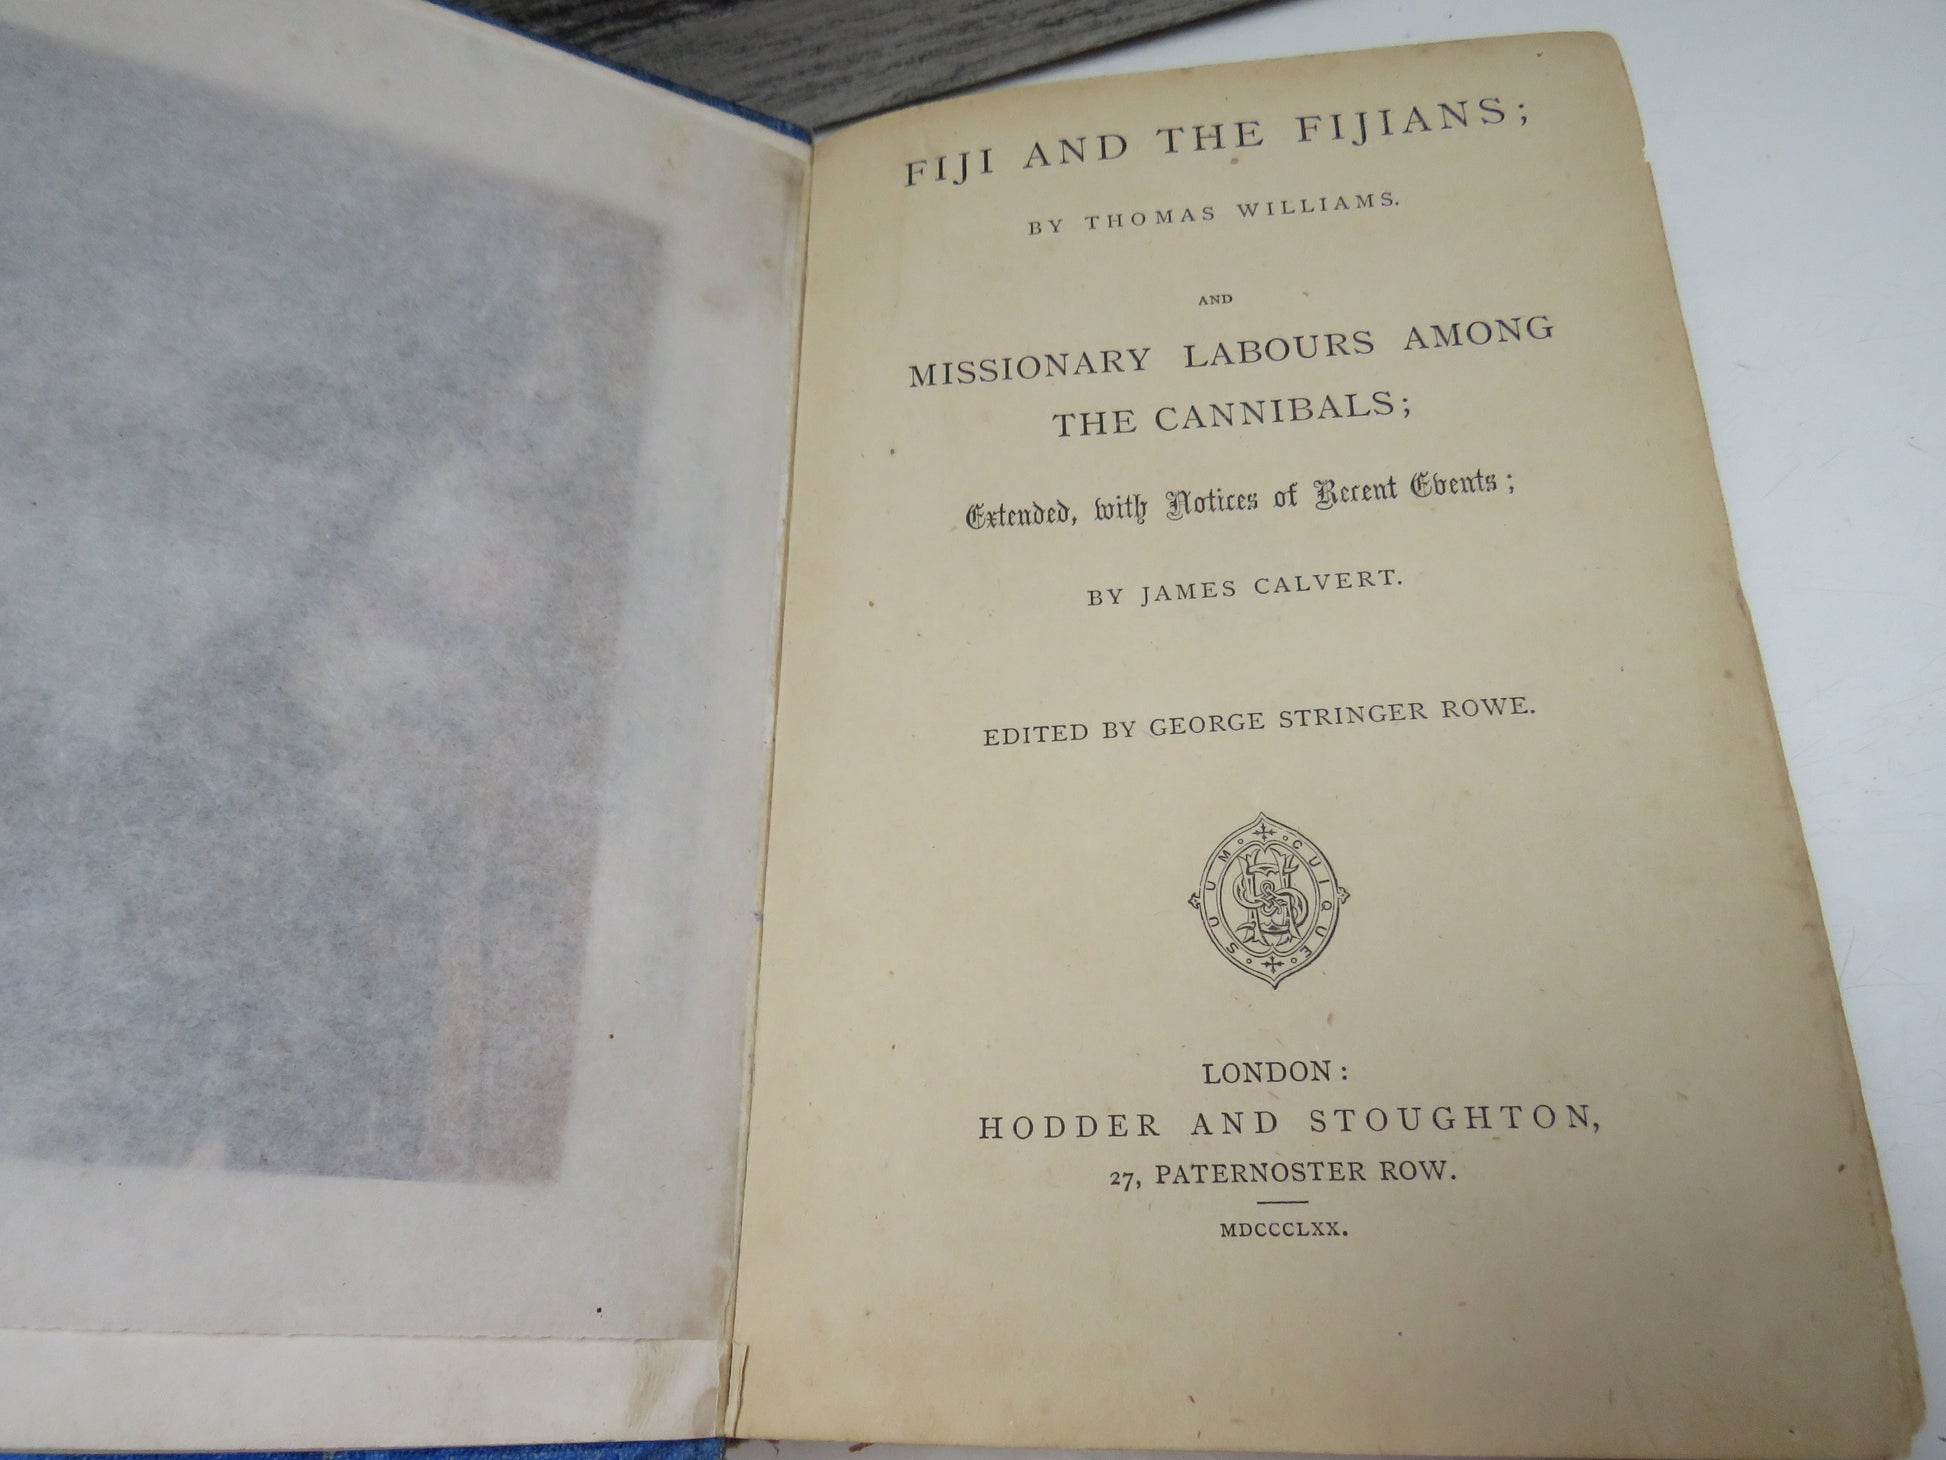 FIJI AND THE FIJIANS;
BY THOMAS WILLIAMS.
AND
MISSIONARY LABOURS AMONG
THE CANNIBALS;
Extended, with Notices of Recent Events;
BY JAMES CALVERT.
EDITED BY GEORGE STRINGER ROWE.
SUUM CUIQUE
LONDON:
HODDER AND STOUGHTON,
27, PATERNOSTER ROW.
MDCCCLXX.